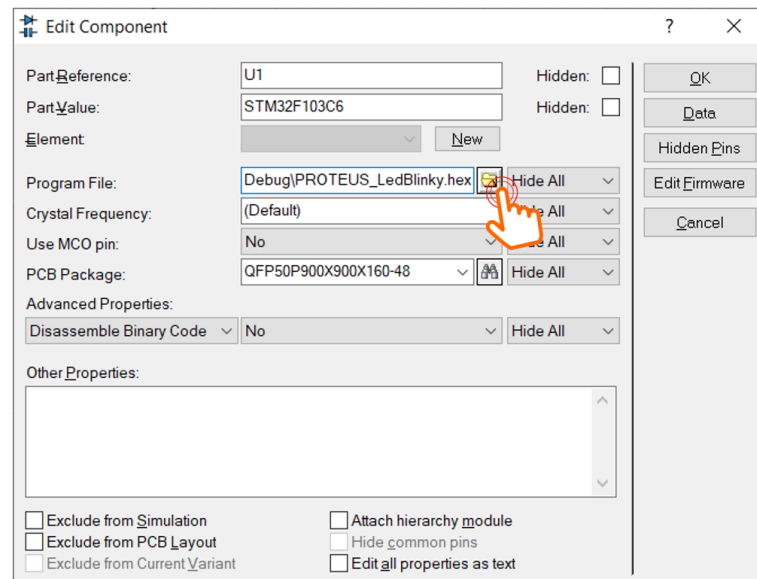 Edit Component ?
Part Reference: U1 Hidden: OK
Part Value: STM32F103C6 Hidden: Data
Element: New Hidden Pins
Program File: Debug\PROTEUS_LedBlinky.hex Hide All Edit Firmware
Crystal Frequency: (Default) All Cancel
Use MCO pin: No All
PCB Package: QFP50P900X900X160-48 Hide All
Advanced Properties:
Disassemble Binary Code No Hide All
Other Properties:
Exclude from Simulation Attach hierarchy module
Exclude from PCB Layout Hide common pins
Exclude from Current Variant Edit all properties as text